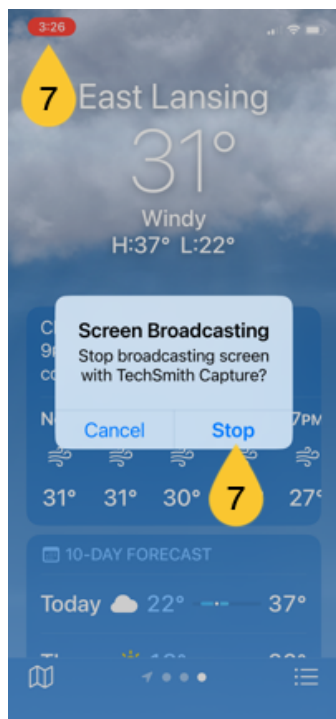 3:26
7
East Lansing
31°
Windy
H:37° L:22°
Screen Broadcasting
Stop broadcasting screen
with TechSmith Capture?
Cancel Stop
7PM
7
31° 31° 30° 27°
10-DAY FORECAST
Today 22° 37°